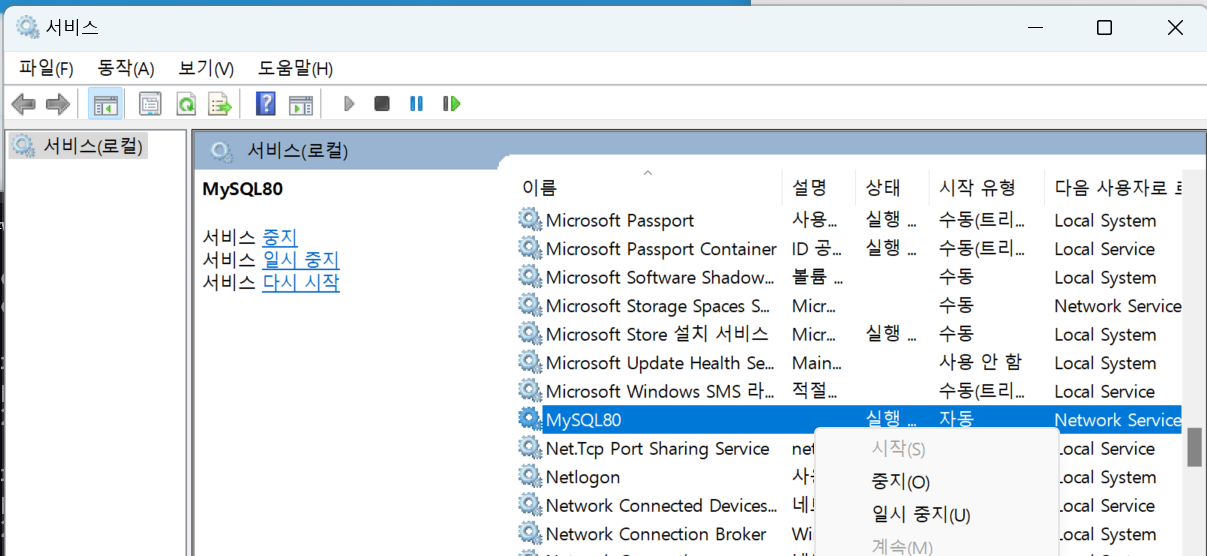 서비스
파일(F) 동작(A) 보기(V) 도움말(H)
서비스(로컬)
서비스(로컬)
MySQL80
서비스 중지
서비스 일시 중지
서비스 다시 시작
이름 설명 상태 시작 유형 다음 사용자로
Microsoft Passport 사용... 실행 ... 수동(트리... Local System
Microsoft Passport Container ID 공... 실행 ... 수동(트리... Local Service
Microsoft Software Shadow... 볼륨 ... 수동 Local System
Microsoft Storage Spaces S... Micr... 수동 Network Service
Microsoft Store 설치 서비스 Micr... 실행 ... 수동 Local System
Microsoft Update Health Se... Main... 사용 안 함 Local System
Microsoft Windows SMS 라... 적절... 수동(트리... Local Service
MySQL80 실행 ... 자동 Network Service
Net.Tcp Port Sharing Service net Local Service
Netlogon Local System
Network Connected Devices... Local Service
Network Connection Broker Wi Local System
시작(S)
중지(O)
일시 중지(U)
계속(M)